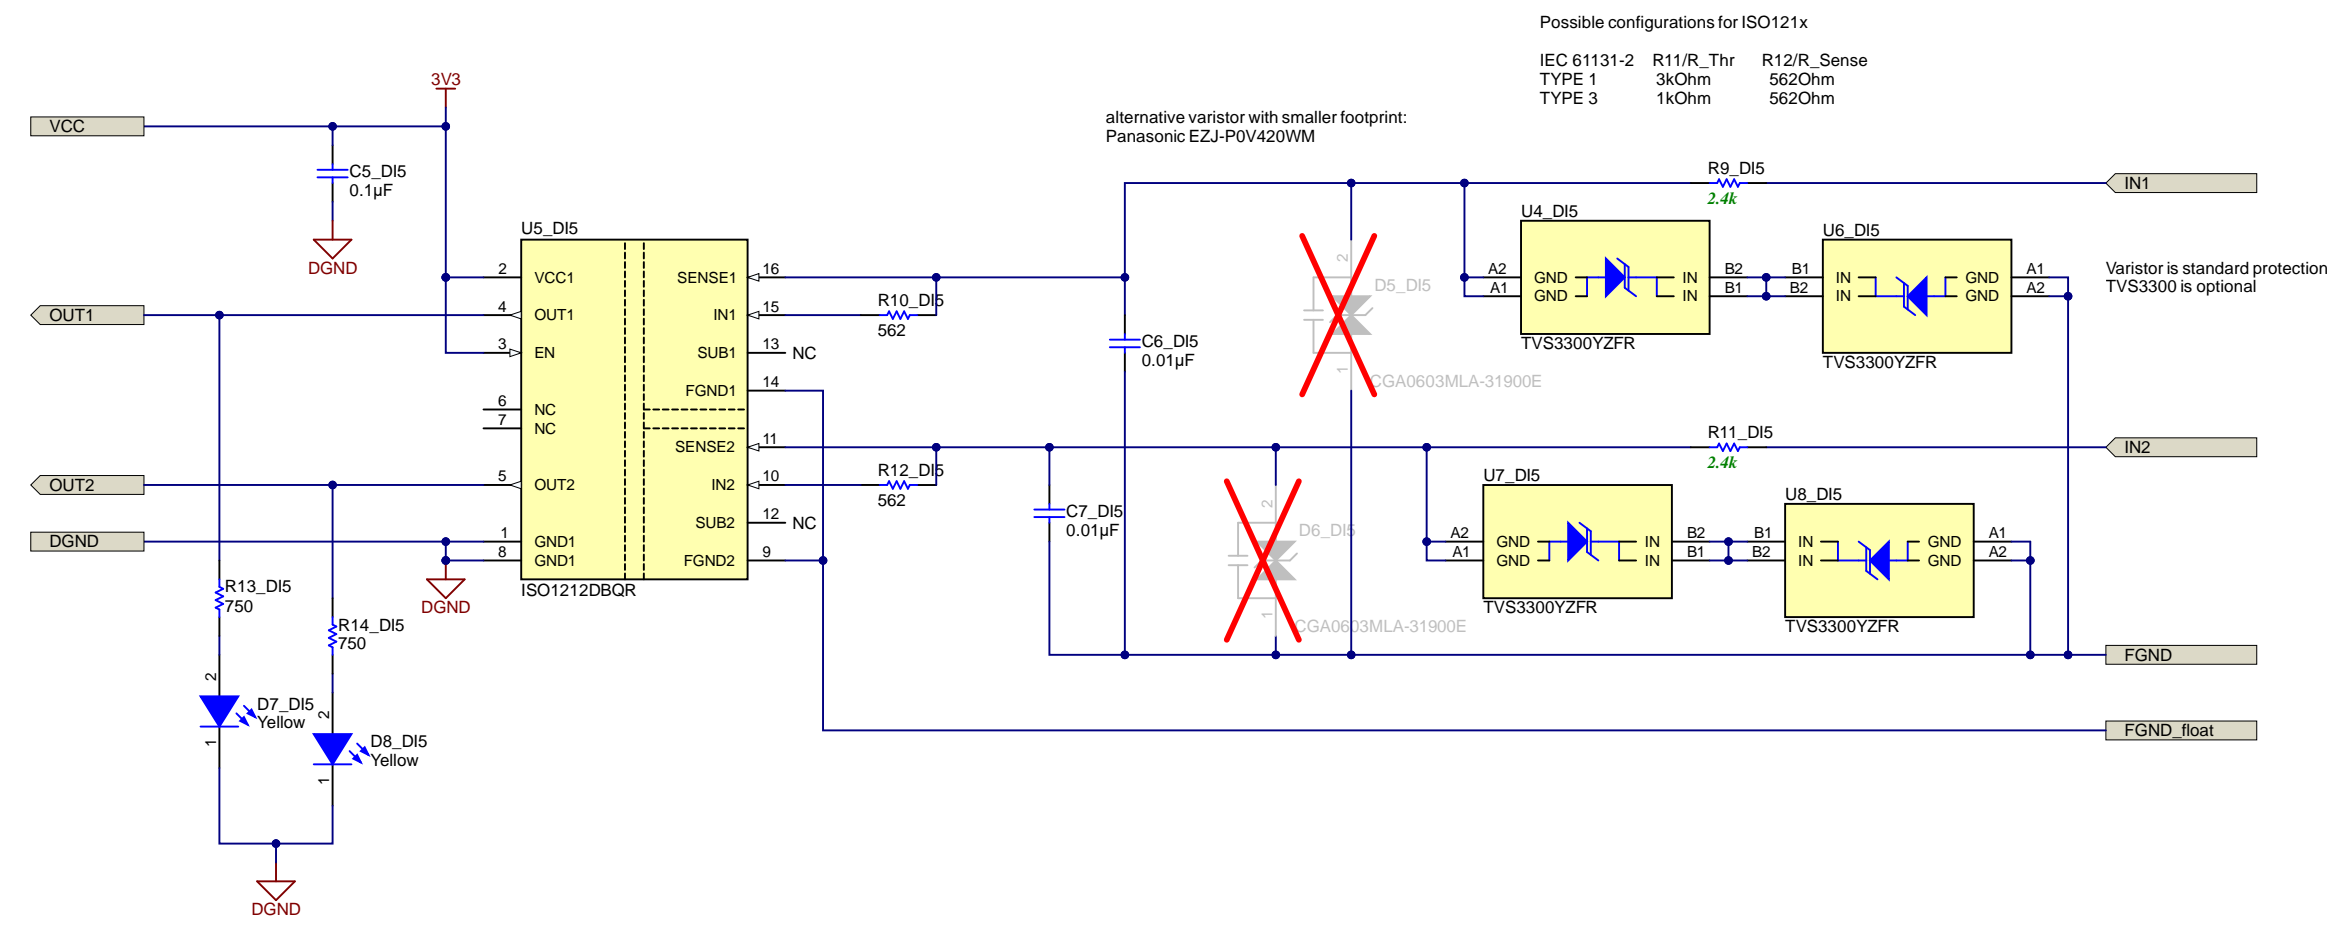 Possible configurations for ISO121x
IEC 61131-2 R11/R_Thr R12/R_Sense
TYPE 1 3kOhm 562Ohm
TYPE 3 1kOhm 562Ohm
alternative varistor with smaller footprint:
Panasonic EZJ-P0V420WM
3V3
VCC
C5_DI5
0.1µF
DGND
OUT1
OUT2
DGND
U5_DI5
2 VCC1
4 OUT1
3 EN
6 NC
7 NC
5 OUT2
1 GND1
8 GND1
SENSE1 16
IN1 15
SUB1 13 NC
FGND1 14
SENSE2 11
IN2 10
SUB2 12 NC
FGND2 9
ISO1212DBQR
DGND
R10_DI5
562
R12_DI5
562
C6_DI5
0.01µF
C7_DI5
0.01µF
2
D5_DI5
1
CGA0603MLA-31900E
2
D6_DI5
1
CGA0603MLA-31900E
R9_DI5
2.4k
IN1
U4_DI5
A2 GND IN B2
A1 GND IN B1
TVS3300YZFR
U6_DI5
B1 IN GND A1
B2 IN GND A2
TVS3300YZFR
Varistor is standard protection
TVS3300 is optional
R11_DI5
2.4k
IN2
U7_DI5
A2 GND IN B2
A1 GND IN B1
TVS3300YZFR
U8_DI5
B1 IN GND A1
B2 IN GND A2
TVS3300YZFR
FGND
FGND_float
R13_DI5
750
R14_DI5
750
2
D7_DI5
Yellow
1
2
D8_DI5
Yellow
1
DGND